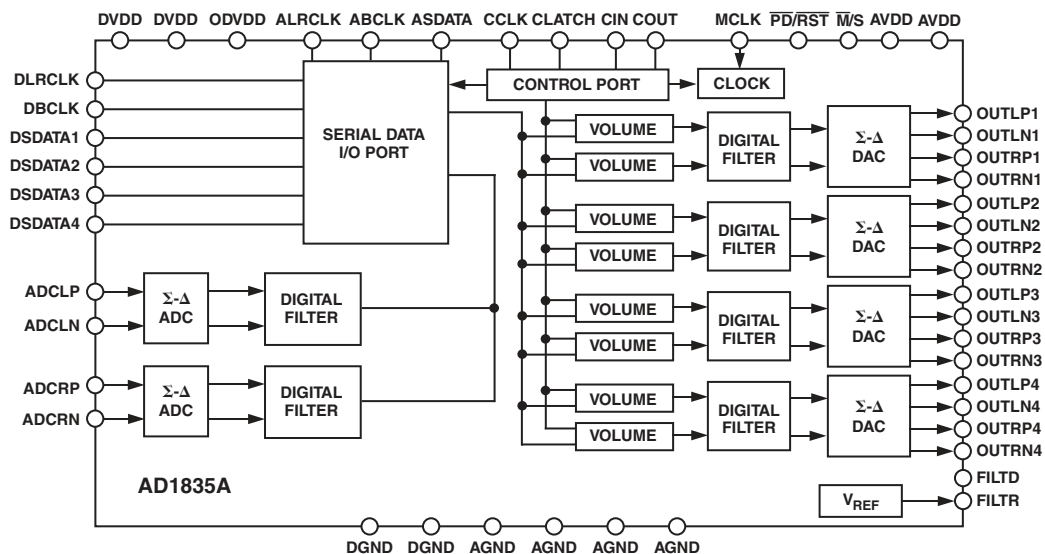 DVDD DVDD ODVDD ALRCLK ABCLK ASDATA CCLK CLATCH CIN COUT MCLK PD/RST M/S AVDD AVDD
DLRCLK
DBCLK
DSDATA1
DSDATA2
DSDATA3
DSDATA4
ADCLP
ADCLN
ADCRP
ADCRN
SERIAL DATA
I/O PORT
CONTROL PORT
CLOCK
Σ-Δ
ADC
DIGITAL
FILTER
Σ-Δ
ADC
DIGITAL
FILTER
VOLUME
VOLUME
DIGITAL
FILTER
Σ-Δ
DAC
VOLUME
VOLUME
DIGITAL
FILTER
Σ-Δ
DAC
VOLUME
VOLUME
DIGITAL
FILTER
Σ-Δ
DAC
VOLUME
VOLUME
DIGITAL
FILTER
Σ-Δ
DAC
OUTLP1
OUTLN1
OUTRP1
OUTRN1
OUTLP2
OUTLN2
OUTRP2
OUTRN2
OUTLP3
OUTLN3
OUTRP3
OUTRN3
OUTLP4
OUTLN4
OUTRP4
OUTRN4
FILTD
FILTR
VREF
AD1835A
DGND DGND AGND AGND AGND AGND